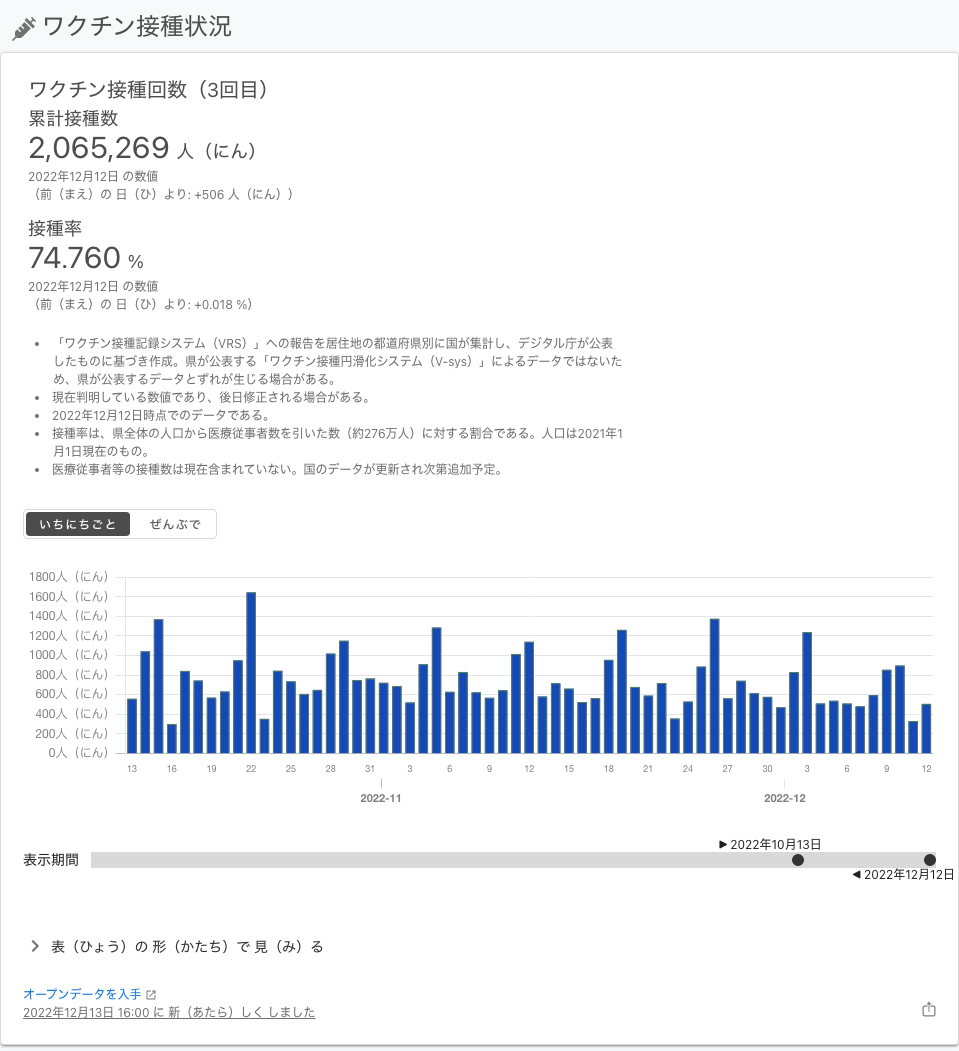 ワクチン接種状況
ワクチン接種回数（3回目）
累計接種数
2,065,269 人（にん）
2022年12月12日 の数値
（前（まえ）の 日（ひ）より: +506 人（にん））
接種率
74.760 %
2022年12月12日 の数値
（前（まえ）の 日（ひ）より: +0.018 %）
• 「ワクチン接種記録システム（VRS）」への報告を居住地の都道府県別に国が集計し、デジタル庁が公表
したものに基づき作成。県が公表する「ワクチン接種円滑化システム（V-sys）」によるデータではないた
め、県が公表するデータとずれが生じる場合がある。
• 現在判明している数値であり、後日修正される場合がある。
• 2022年12月12日時点でのデータである。
• 接種率は、県全体の人口から医療従事者数を引いた数（約276万人）に対する割合である。人口は2021年1
月1日現在のもの。
• 医療従事者等の接種数は現在含まれていない。国のデータが更新され次第追加予定。
いちにちごと ぜんぶで
1800人（にん）
1600人（にん）
1400人（にん）
1200人（にん）
1000人（にん）
800人（にん）
600人（にん）
400人（にん）
200人（にん）
0人（にん）
13 16 19 22 25 28 31 3 6 9 12 15 18 21 24 27 30 3 6 9 12
2022-11 2022-12
▶ 2022年10月13日
表示期間
◀ 2022年12月12日
表（ひょう）の 形（かたち）で 見（み）る
オープンデータを入手
2022年12月13日 16:00 に 新（あたら）しく しました